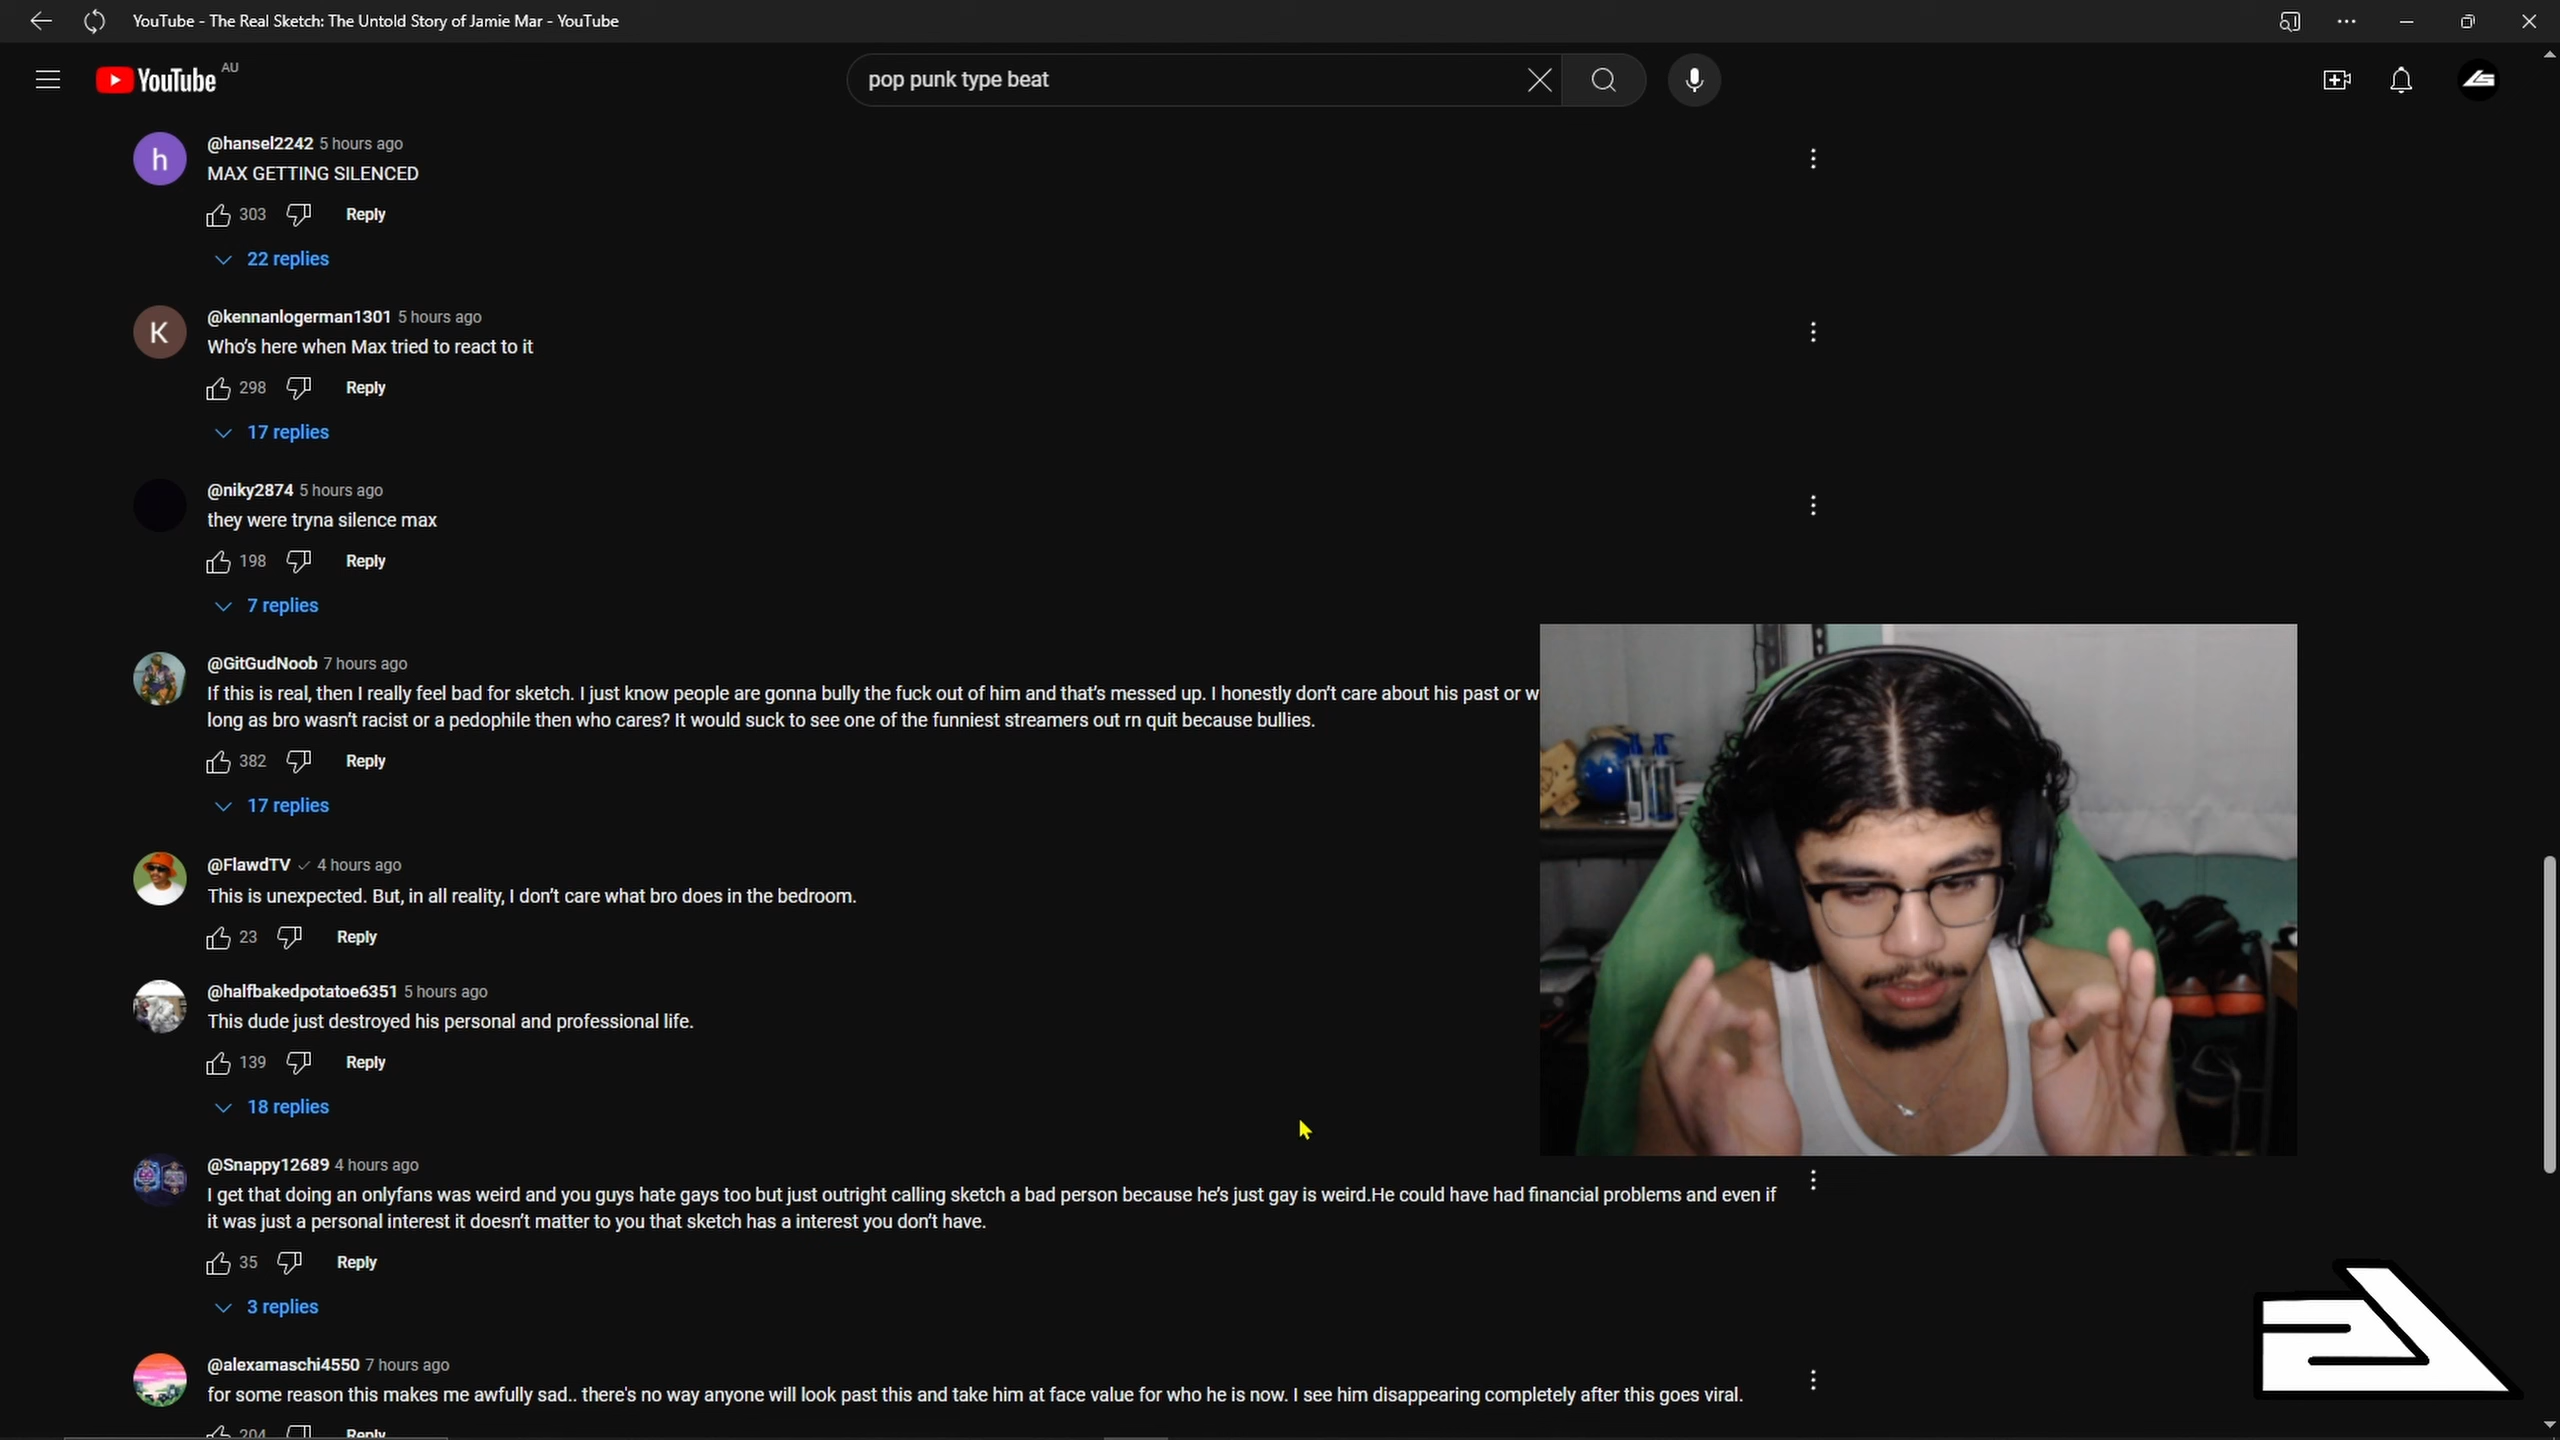 YouTube - The Real Sketch: The Untold Story of Jamie Mar - YouTube
YouTube AU
pop punk type beat
@hansel2242 5 hours ago
MAX GETTING SILENCED
303 Reply
22 replies
K
@kennanlogerman1301 5 hours ago
Who's here when Max tried to react to it
298 Reply
17 replies
@niky2874 5 hours ago
they were tryna silence max
198 Reply
7 replies
@GitGudNoob 7 hours ago
If this is real, then I really feel bad for sketch. I just know people are gonna bully the fuck out of him and that's messed up. I honestly don't care about his past or w
long as bro wasn't racist or a pedophile then who cares? It would suck to see one of the funniest streamers out rn quit because bullies.
382 Reply
17 replies
@FlawdTV 4 hours ago
This is unexpected. But, in all reality, I don't care what bro does in the bedroom.
23 Reply
@halfbakedpotatoe6351 5 hours ago
This dude just destroyed his personal and professional life.
139 Reply
18 replies
@Snappy12689 4 hours ago
I get that doing an onlyfans was weird and you guys hate gays too but just outright calling sketch a bad person because he's just gay is weird.He could have had financial problems and even if
it was just a personal interest it doesn't matter to you that sketch has a interest you don't have.
35 Reply
3 replies
@alexamaschi4550 7 hours ago
for some reason this makes me awfully sad.. there's no way anyone will look past this and take him at face value for who he is now. I see him disappearing completely after this goes viral.
204 Reply
h